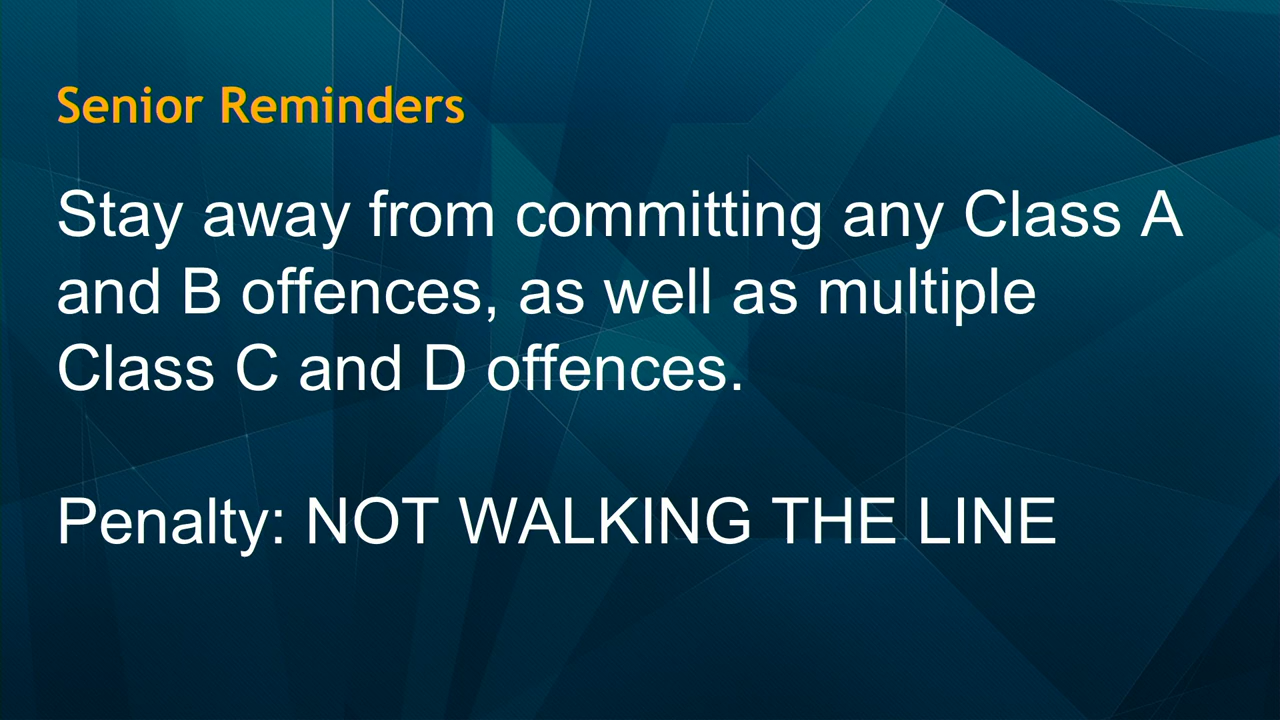 Senior Reminders
Stay away from committing any Class A
and B offences, as well as multiple
Class C and D offences.
Penalty: NOT WALKING THE LINE